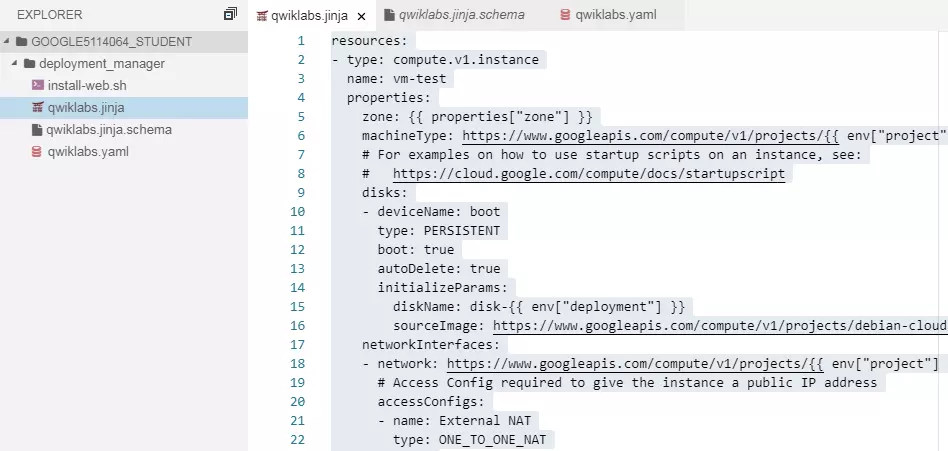 EXPLORER
GOOGLE5114064_STUDENT
deployment_manager
install-web.sh
qwiklabs.jinja
qwiklabs.jinja.schema
qwiklabs.yaml
qwiklabs.jinja x qwiklabs.jinja.schema qwiklabs.yaml
1 resources:
2 - type: compute.v1.instance
3 name: vm-test
4 properties:
5 zone: {{ properties["zone"] }}
6 machineType: https://www.googleapis.com/compute/v1/projects/{{ env["project"
7 # For examples on how to use startup scripts on an instance, see:
8 # https://cloud.google.com/compute/docs/startupscript
9 disks:
10 - deviceName: boot
11 type: PERSISTENT
12 boot: true
13 autoDelete: true
14 initializeParams:
15 diskName: disk-{{ env["deployment"] }}
16 sourceImage: https://www.googleapis.com/compute/v1/projects/debian-cloud
17 networkInterfaces:
18 - network: https://www.googleapis.com/compute/v1/projects/{{ env["project"]
19 # Access Config required to give the instance a public IP address
20 accessConfigs:
21 - name: External NAT
22 type: ONE_TO_ONE_NAT